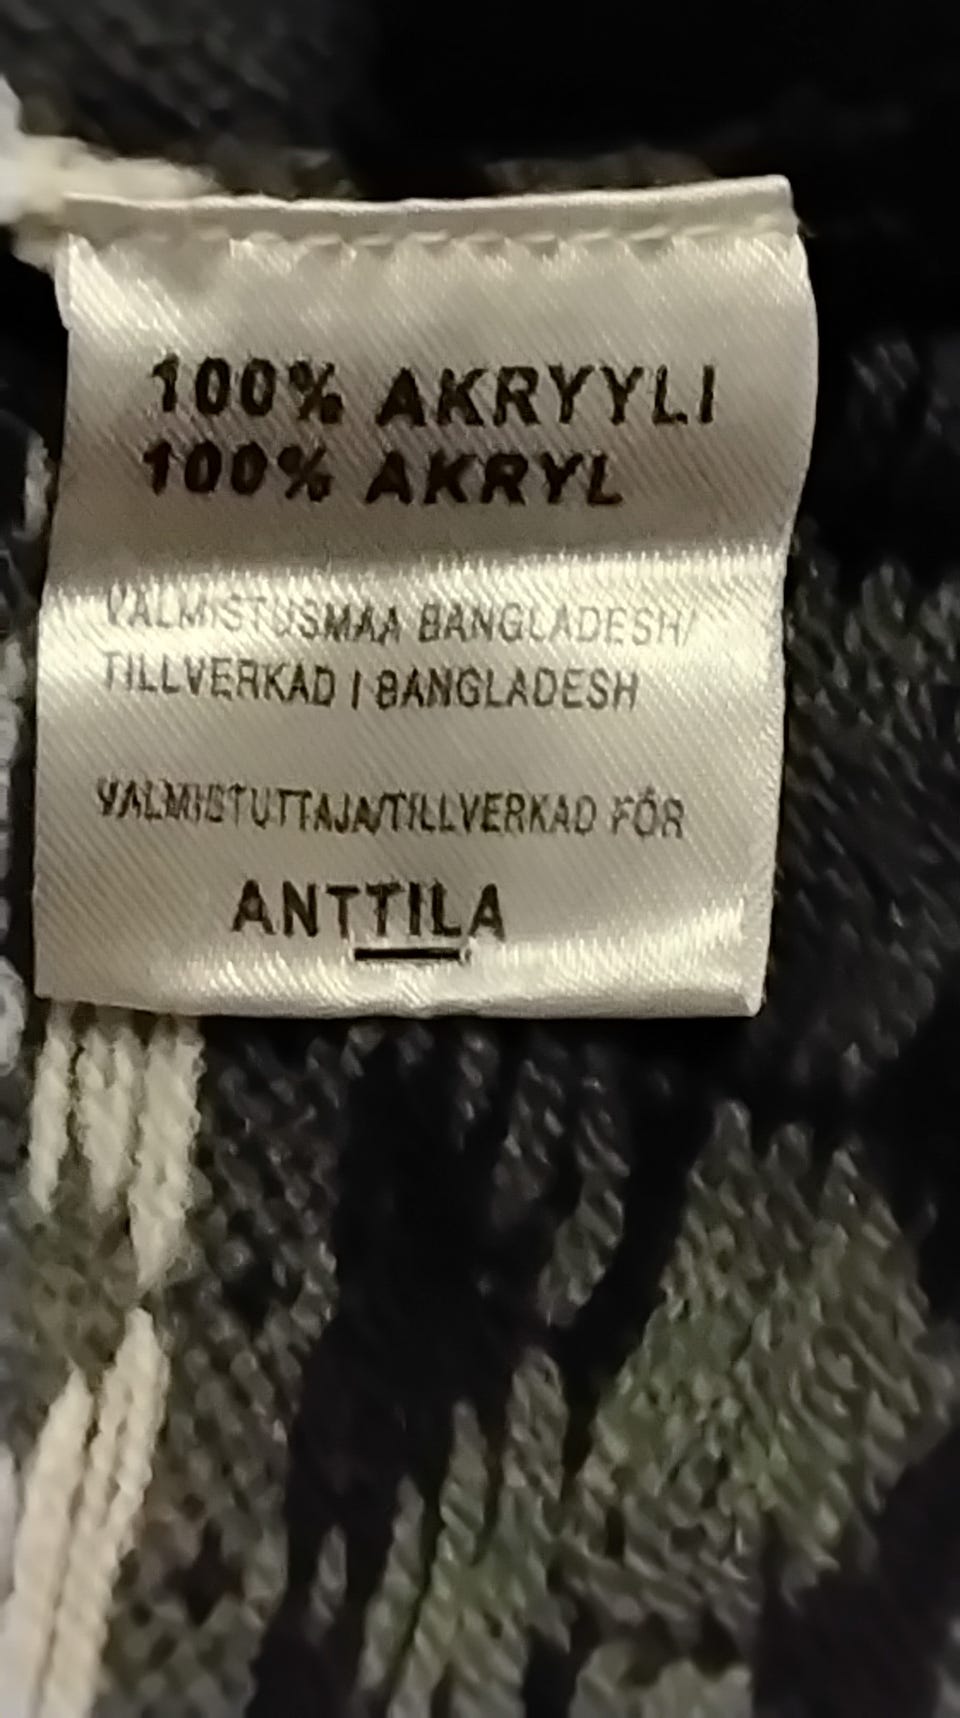 100% AKRYYLI
100% AKRYL
VALMISTUSMAA BANGLADESH/
TILLVERKAD I BANGLADESH
VALMISTUTTAJA/TILLVERKAD FÖR
ANTTILA